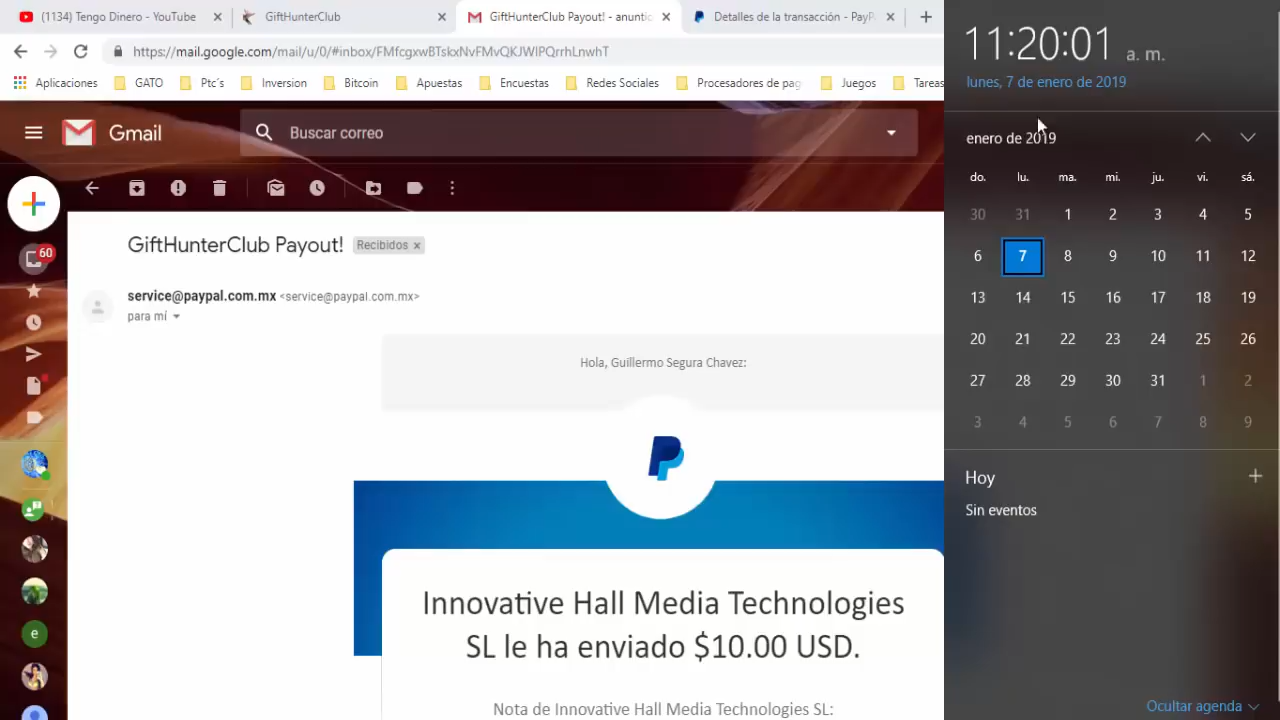 (1134) Tengo Dinero - YouTube
GiftHunterClub
GiftHunterClub Payout! - anuntio
Detalles de la transacción - PayP
https://mail.google.com/mail/u/0/#inbox/FMfcgxwBTskxNvFMvQKJWIPQrrhLnwhT
Aplicaciones GATO Ptc´s Inversion Bitcoin Apuestas Encuestas Redes Sociales Procesadores de pag Juegos Tareas
Gmail
Buscar correo
GiftHunterClub Payout! Recibidos x
60
service@paypal.com.mx <service@paypal.com.mx>
para mí
Hola, Guillermo Segura Chavez:
Innovative Hall Media Technologies
SL le ha enviado $10.00 USD.
Nota de Innovative Hall Media Technologies SL:
e
11:20:01 a. m.
lunes, 7 de enero de 2019
enero de 2019
do. lu. ma. mi. ju. vi. sá.
30 31 1 2 3 4 5
6 7 8 9 10 11 12
13 14 15 16 17 18 19
20 21 22 23 24 25 26
27 28 29 30 31 1 2
3 4 5 6 7 8 9
Hoy
Sin eventos
Ocultar agenda